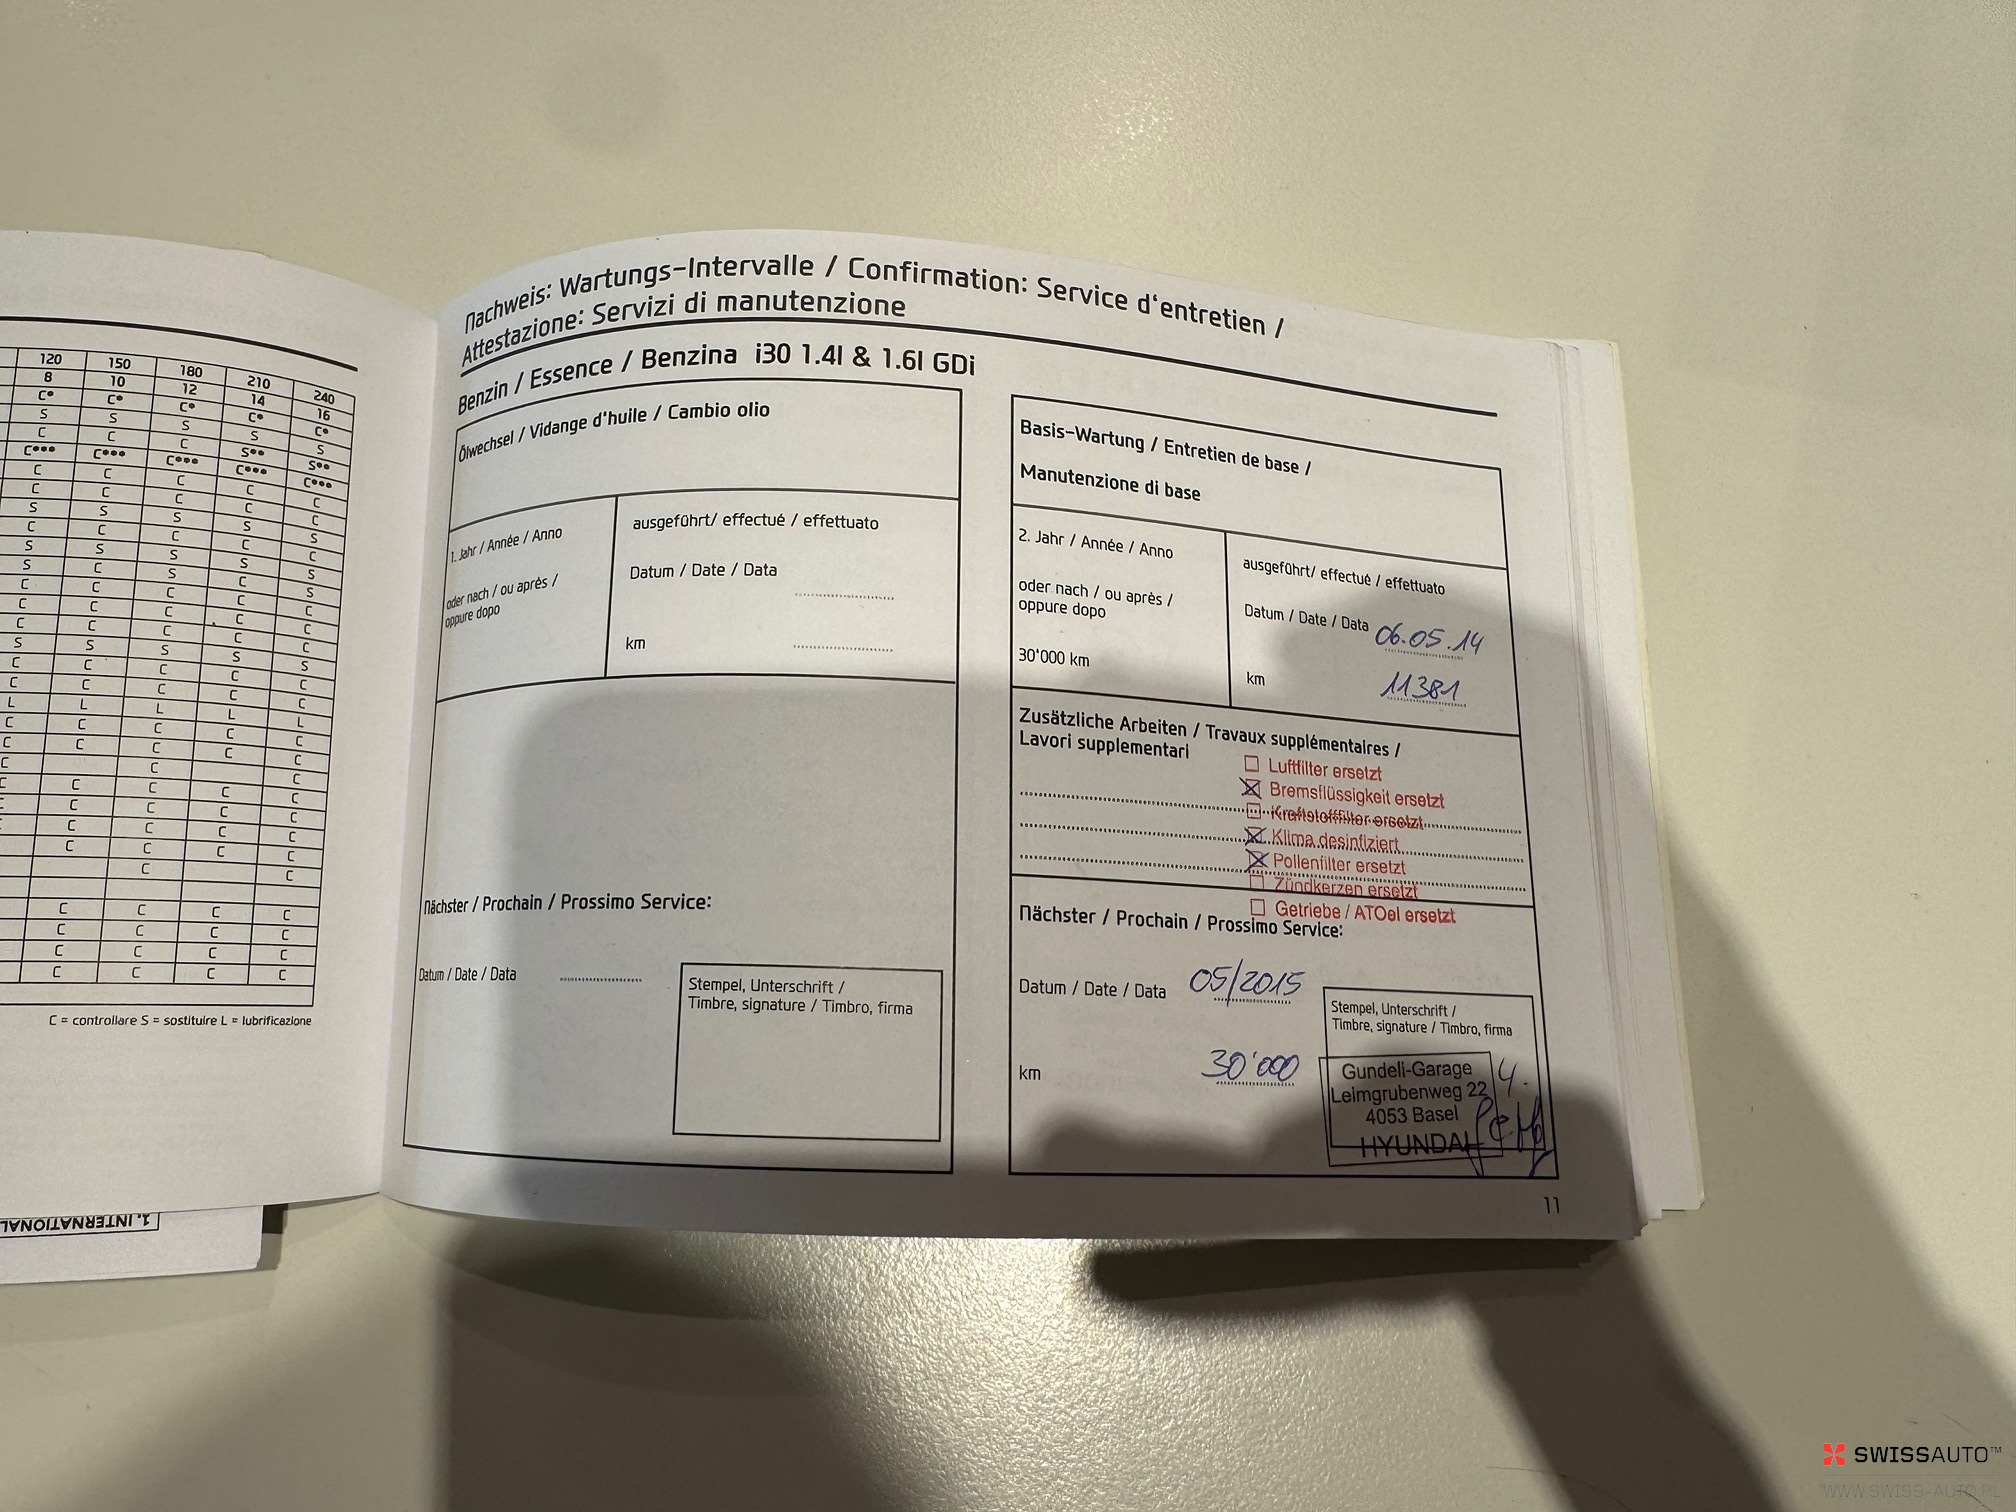 120 150 180 210 240
8 10 12 14 16
C* C* C* C* C*
S S S S S
C C C S** S**
C*** C*** C*** C*** C***
C C C C C
C C C C C
S S S S S
C C C C C
S S S S S
S C S C S
C C C C C
C C C C C
C C C C C
S S S S S
C C C C C
C C C C C
L L L L L
C C C C C
C C C C C
C C
C C C C
C C C C
C C C C
C C C C
C C
C C C C
C C C C
C C C C
C C C C
C = controllare S = sostituire L = lubrificazione
1. INTERNATIONAL
Nachweis: Wartungs-Intervalle / Confirmation: Service d'entretien /
Attestazione: Servizi di manutenzione
Benzin / Essence / Benzina i30 1.4l & 1.6l GDi
Ölwechsel / Vidange d'huile / Cambio olio
1. Jahr / Année / Anno
oder nach / ou après /
oppure dopo
ausgeführt/ effectué / effettuato
Datum / Date / Data
km
Nächster / Prochain / Prossimo Service:
Datum / Date / Data
Stempel, Unterschrift /
Timbre, signature / Timbro, firma
Basis-Wartung / Entretien de base /
Manutenzione di base
2. Jahr / Année / Anno
oder nach / ou après /
oppure dopo
30'000 km
ausgeführt/ effectué / effettuato
Datum / Date / Data 06.05.14
km 11381
Zusätzliche Arbeiten / Travaux supplémentaires /
Lavori supplementari
Luftfilter ersetzt
Bremsflüssigkeit ersetzt
Kraftstofffilter ersetzt
Klima desinfiziert
Pollenfilter ersetzt
Zündkerzen ersetzt
Getriebe / ATOel ersetzt
Nächster / Prochain / Prossimo Service:
Datum / Date / Data 05/2015
km 30'000
Stempel, Unterschrift /
Timbre, signature / Timbro, firma
Gundeli-Garage
Leimgrubenweg 22
4053 Basel
HYUNDAI
11
SWISSAUTO™
WWW.SWISS-AUTO.PL